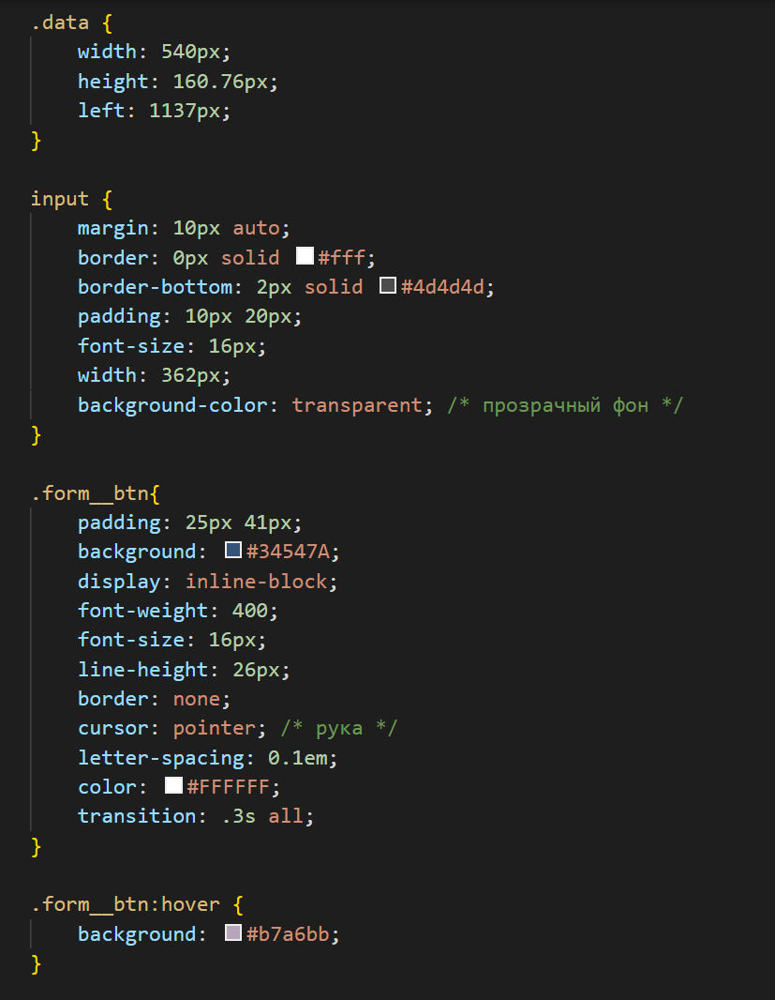 .data {
    width: 540px;
    height: 160.76px;
    left: 1137px;
}

input {
    margin: 10px auto;
    border: 0px solid #fff;
    border-bottom: 2px solid #4d4d4d;
    padding: 10px 20px;
    font-size: 16px;
    width: 362px;
    background-color: transparent; /* прозрачный фон */
}

.form__btn{
    padding: 25px 41px;
    background: #34547A;
    display: inline-block;
    font-weight: 400;
    font-size: 16px;
    line-height: 26px;
    border: none;
    cursor: pointer; /* рука */
    letter-spacing: 0.1em;
    color: #FFFFFF;
    transition: .3s all;
}

.form__btn:hover {
    background: #b7a6bb;
}